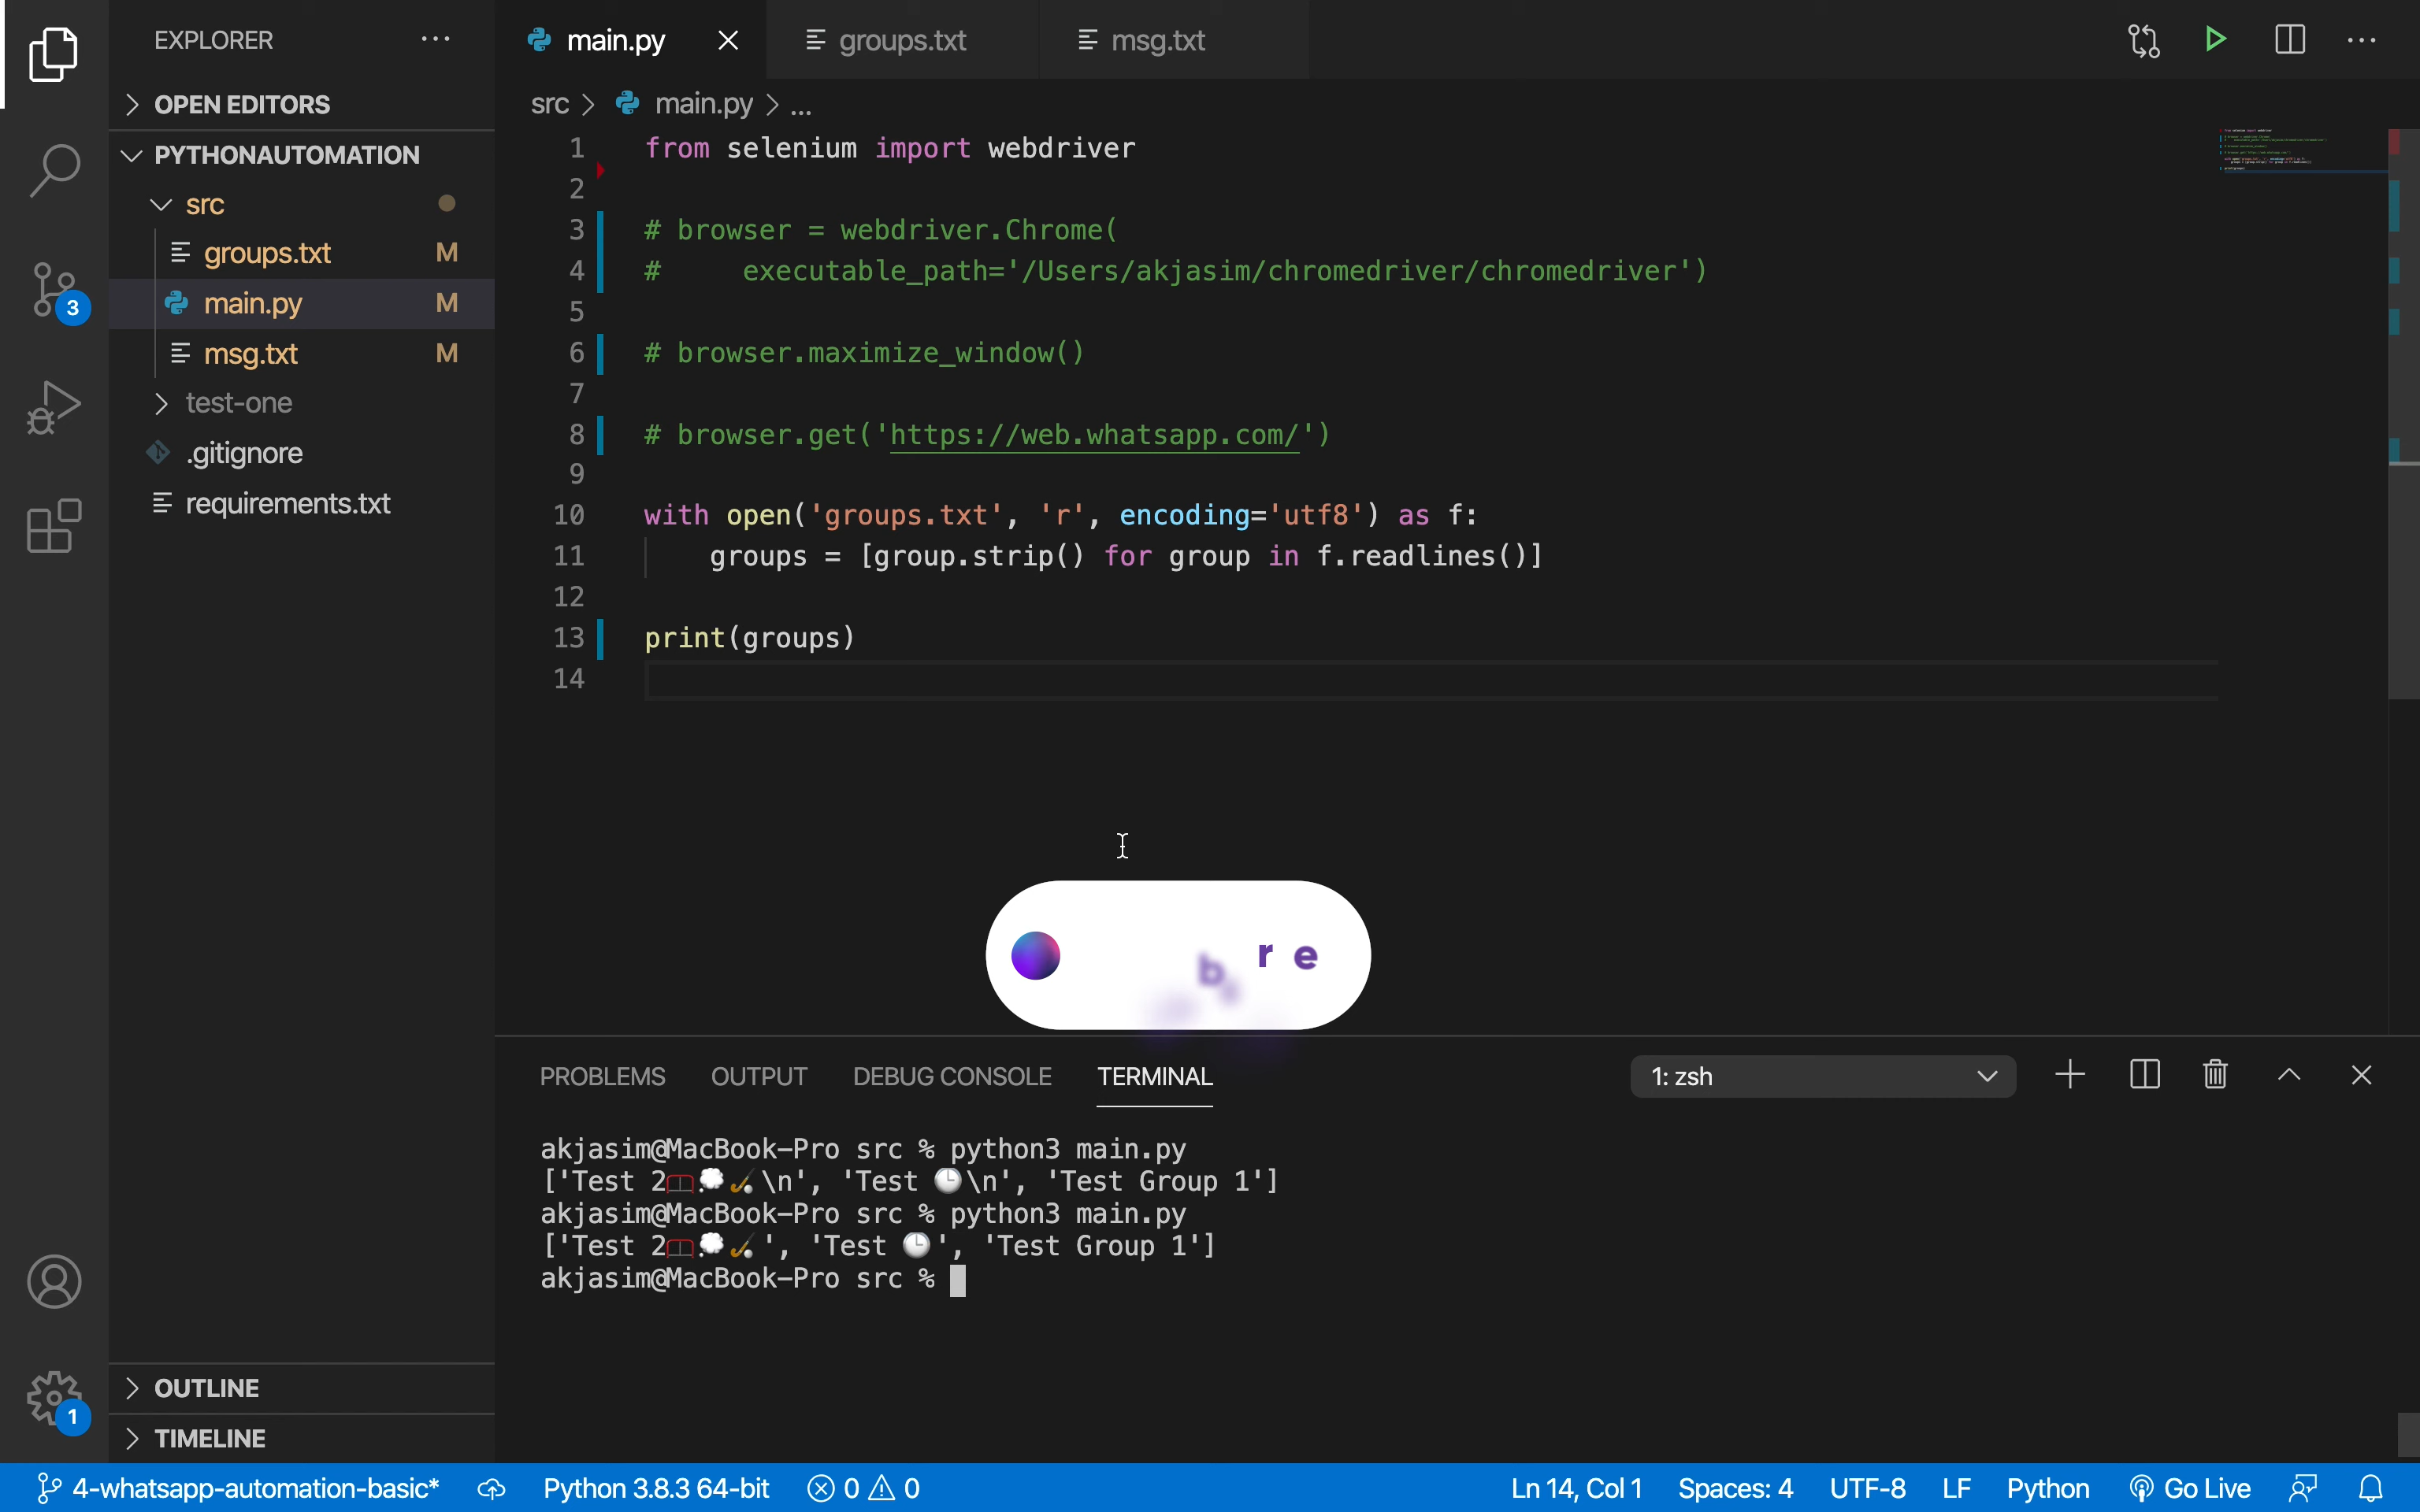 EXPLORER
OPEN EDITORS
PYTHONAUTOMATION
src
groups.txt M
main.py M
msg.txt M
test-one
.gitignore
requirements.txt
OUTLINE
TIMELINE
3
1
main.py
groups.txt
msg.txt
src > main.py > ...
1 from selenium import webdriver
2
3 # browser = webdriver.Chrome(
4 #     executable_path='/Users/akjasim/chromedriver/chromedriver')
5
6 # browser.maximize_window()
7
8 # browser.get('https://web.whatsapp.com/')
9
10 with open('groups.txt', 'r', encoding='utf8') as f:
11     groups = [group.strip() for group in f.readlines()]
12
13 print(groups)
14
b r e
PROBLEMS OUTPUT DEBUG CONSOLE TERMINAL 1: zsh
akjasim@MacBook-Pro src % python3 main.py
['Test 2🥅💭🏑\n', 'Test 🕒\n', 'Test Group 1']
akjasim@MacBook-Pro src % python3 main.py
['Test 2🥅💭🏑', 'Test 🕒', 'Test Group 1']
akjasim@MacBook-Pro src %
4-whatsapp-automation-basic* Python 3.8.3 64-bit 0 0 Ln 14, Col 1 Spaces: 4 UTF-8 LF Python Go Live